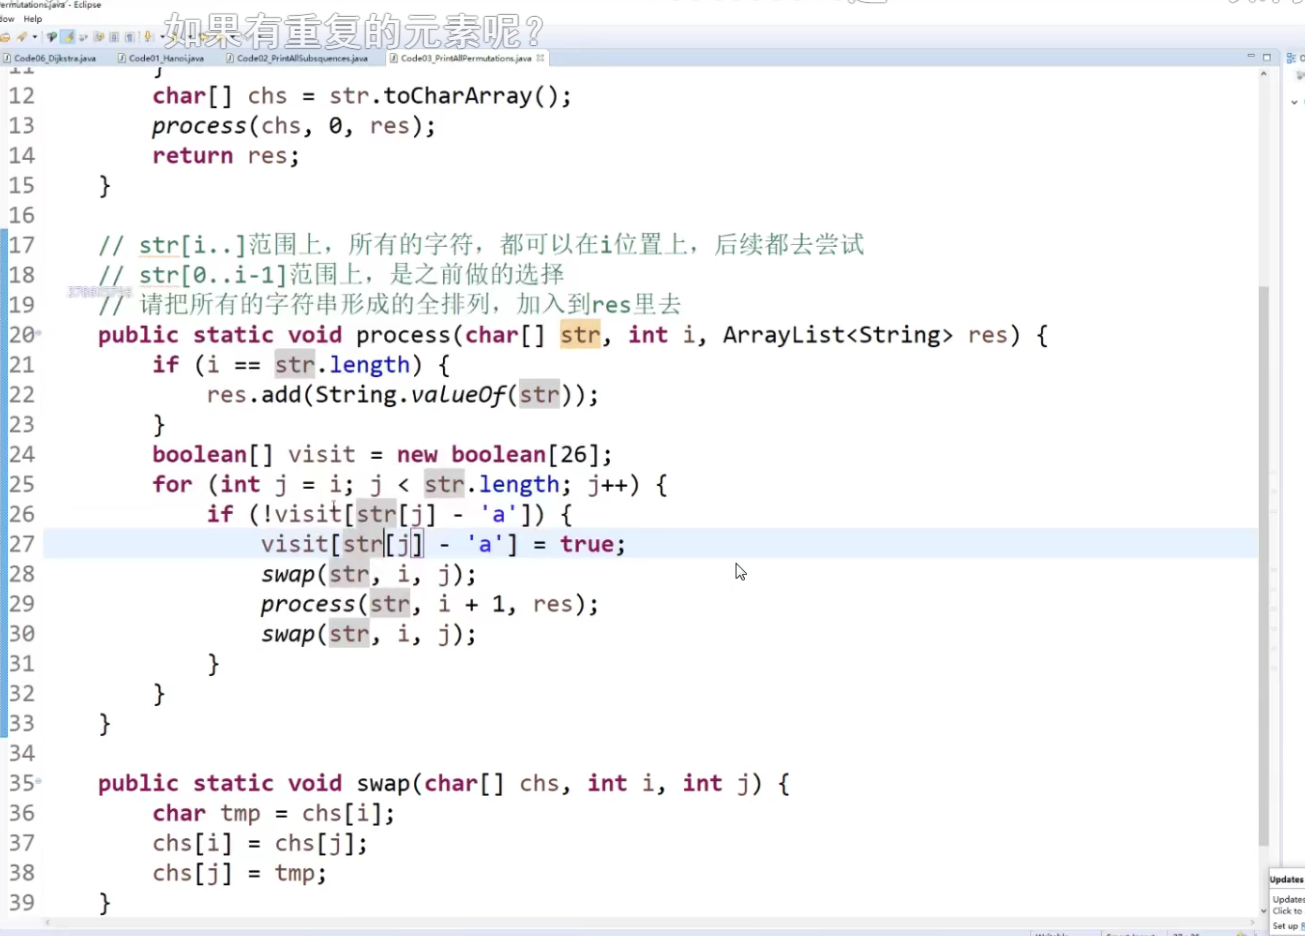 Permutations.java - Eclipse
dow Help
如果有重复的元素呢?
Code06_Dijkstra.java Code01_Hanoi.java Code02_PrintAllSubsquences.java Code03_PrintAllPermutations.java
11 }
12 char[] chs = str.toCharArray();
13 process(chs, 0, res);
14 return res;
15 }
16
17 // str[i..]范围上，所有的字符，都可以在i位置上，后续都去尝试
18 // str[0..i-1]范围上，是之前做的选择
19 // 请把所有的字符串形成的全排列，加入到res里去
20 public static void process(char[] str, int i, ArrayList<String> res) {
21 if (i == str.length) {
22 res.add(String.valueOf(str));
23 }
24 boolean[] visit = new boolean[26];
25 for (int j = i; j < str.length; j++) {
26 if (!visit[str[j] - 'a']) {
27 visit[str[j] - 'a'] = true;
28 swap(str, i, j);
29 process(str, i + 1, res);
30 swap(str, i, j);
31 }
32 }
33 }
34
35 public static void swap(char[] chs, int i, int j) {
36 char tmp = chs[i];
37 chs[i] = chs[j];
38 chs[j] = tmp;
39 }
Updates
Updates
Click to
Set up